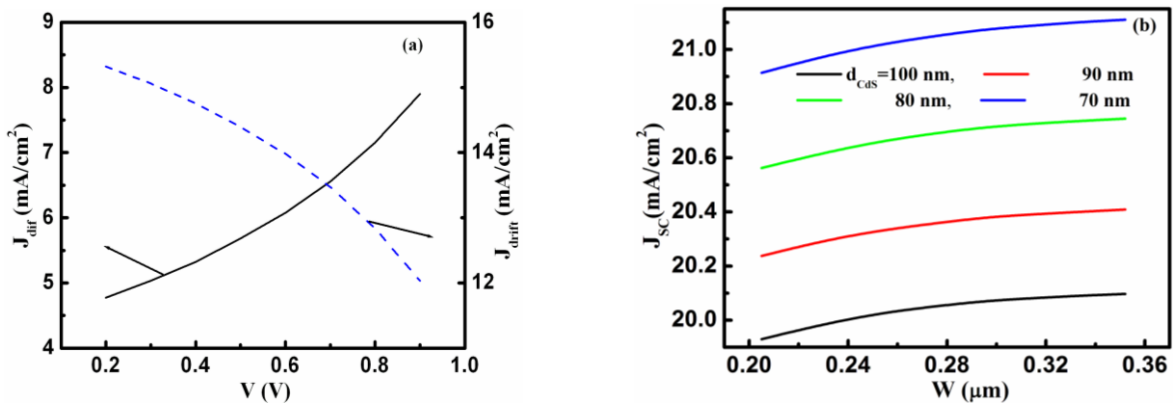 (a)
9
8
7
6
5
4
J_dif (mA/cm²)
16
14
12
J_drift (mA/cm²)
0.2 0.4 0.6 0.8 1.0
V (V)
(b)
d_CdS=100 nm, 90 nm
80 nm, 70 nm
21.0
20.8
20.6
20.4
20.2
20.0
J_SC(mA/cm²)
0.20 0.24 0.28 0.32 0.36
W (μm)